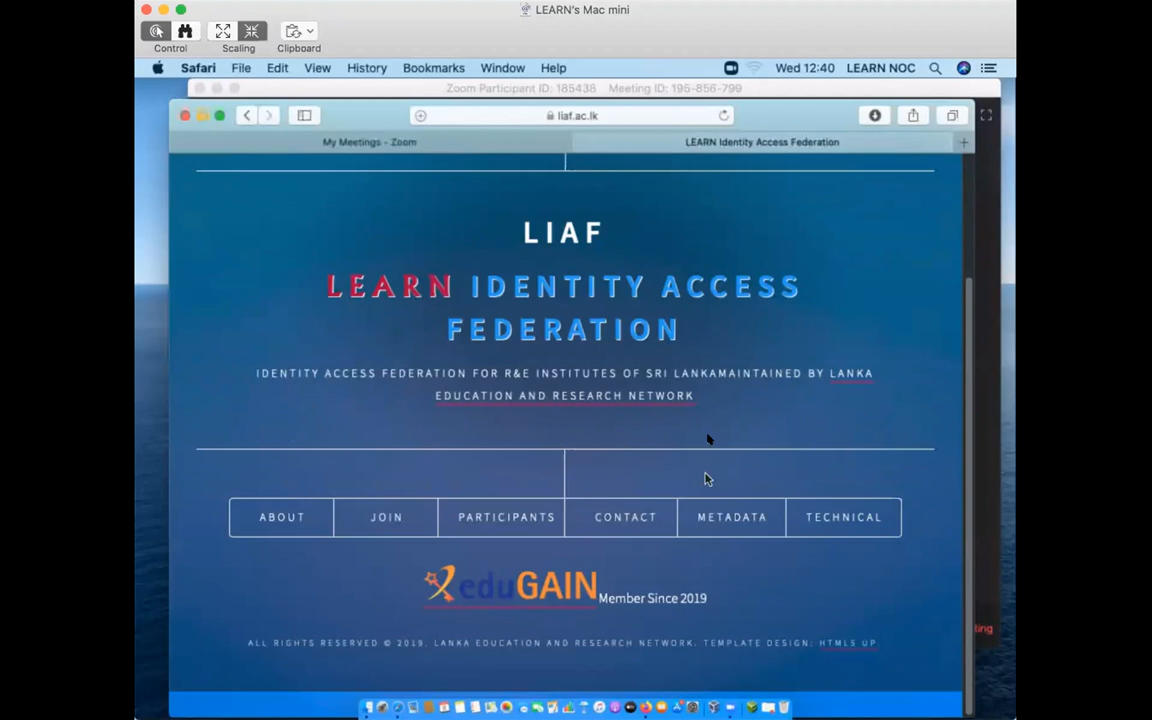 LEARN's Mac mini
Control
Scaling
Clipboard
Safari File Edit View History Bookmarks Window Help
Wed 12:40 LEARN NOC
Zoom Participant ID: 185438 Meeting ID: 195-856-799
liaf.ac.lk
My Meetings - Zoom
LEARN Identity Access Federation
LIAF
LEARN IDENTITY ACCESS
FEDERATION
IDENTITY ACCESS FEDERATION FOR R&E INSTITUTES OF SRI LANKAMAINTAINED BY LANKA
EDUCATION AND RESEARCH NETWORK
ABOUT
JOIN
PARTICIPANTS
CONTACT
METADATA
TECHNICAL
eduGAIN Member Since 2019
ALL RIGHTS RESERVED © 2019. LANKA EDUCATION AND RESEARCH NETWORK. TEMPLATE DESIGN: HTML5 UP.